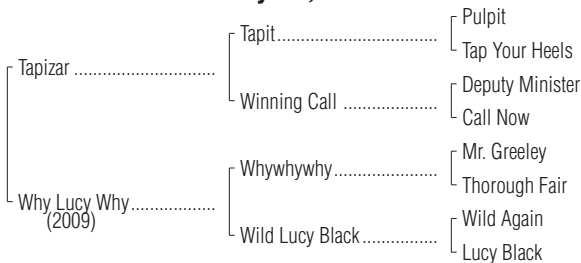 Pulpit
Tapit
Tap Your Heels
Tapizar
Deputy Minister
Winning Call
Call Now
Mr. Greeley
Whywhywhy
Thorough Fair
Why Lucy Why
(2009)
Wild Again
Wild Lucy Black
Lucy Black